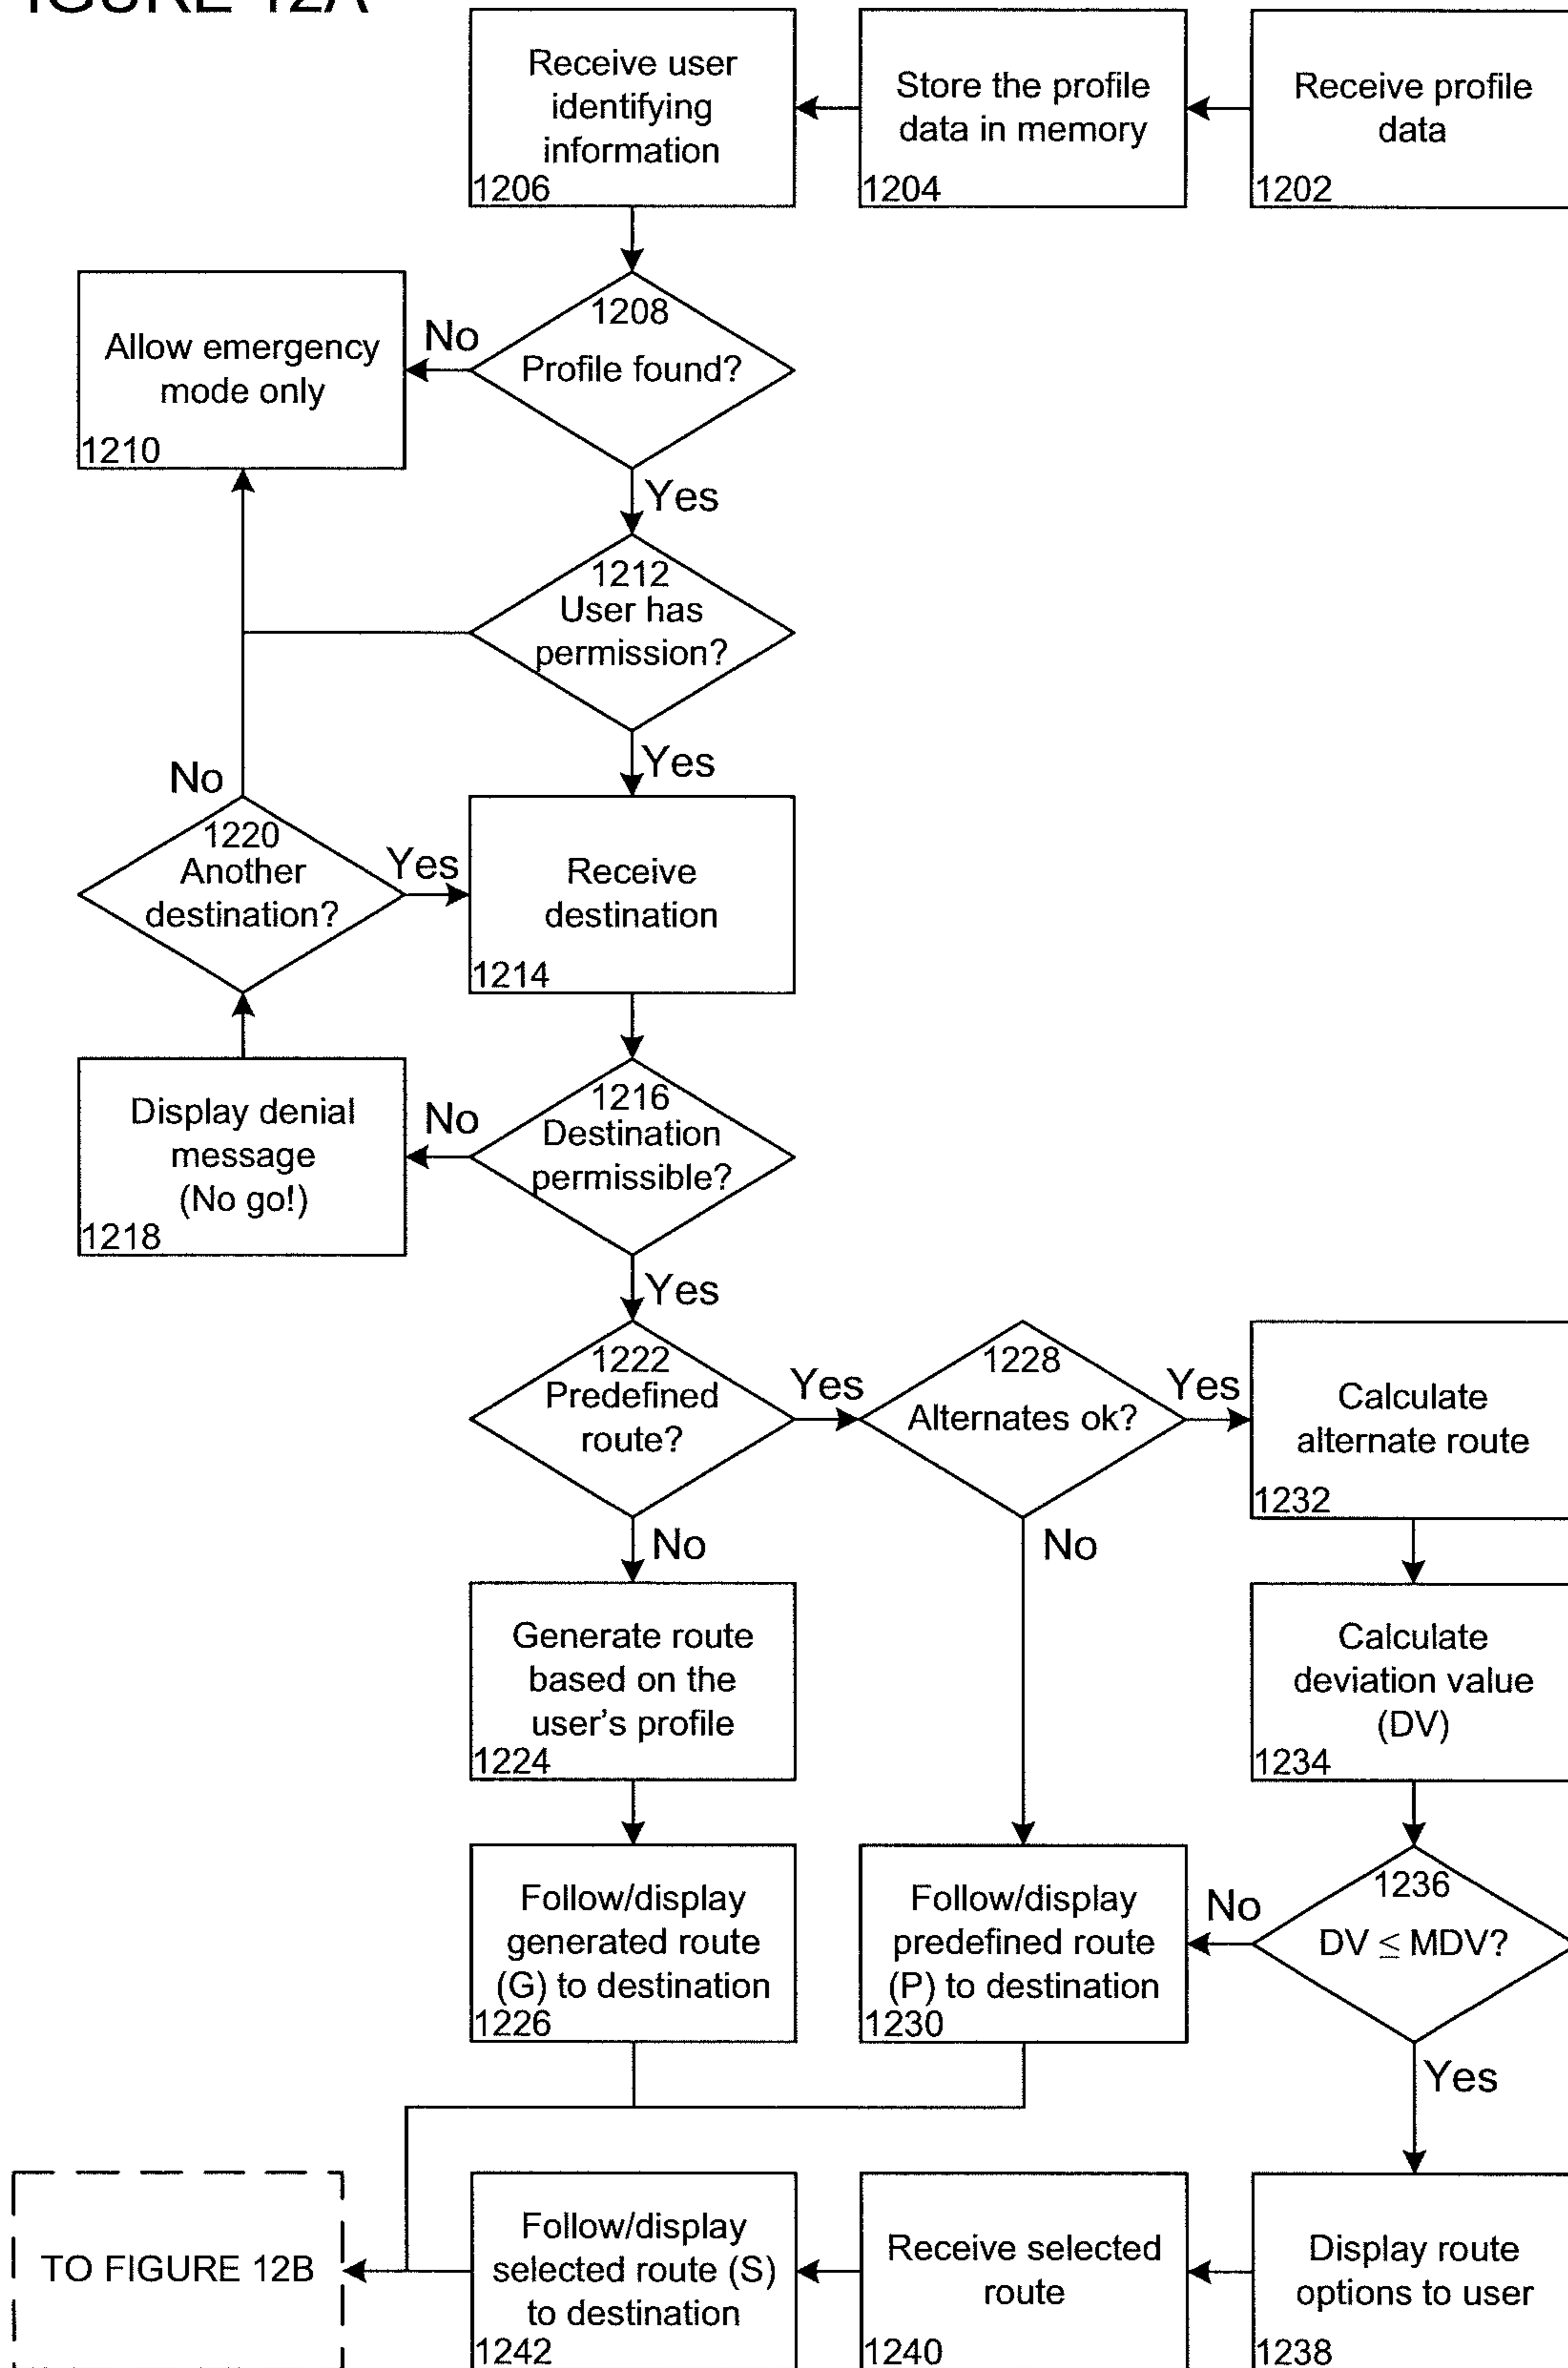 IGURE 12A
Receive user
identifying
information
1206
Store the profile
data in memory
1204
Receive profile
data
1202
1208
Profile found?
No
Allow emergency
mode only
1210
Yes
1212
User has
permission?
Yes
No
1220
Another
destination?
Yes
Receive
destination
1214
1216
Destination
permissible?
No
Display denial
message
(No go!)
1218
Yes
1222
Predefined
route?
Yes
1228
Alternates ok?
Yes
Calculate
alternate route
1232
No
No
Generate route
based on the
user's profile
1224
Calculate
deviation value
(DV)
1234
Follow/display
generated route
(G) to destination
1226
Follow/display
predefined route
(P) to destination
1230
No
1236
DV ≤ MDV?
Yes
TO FIGURE 12B
Follow/display
selected route (S)
to destination
1242
Receive selected
route
1240
Display route
options to user
1238